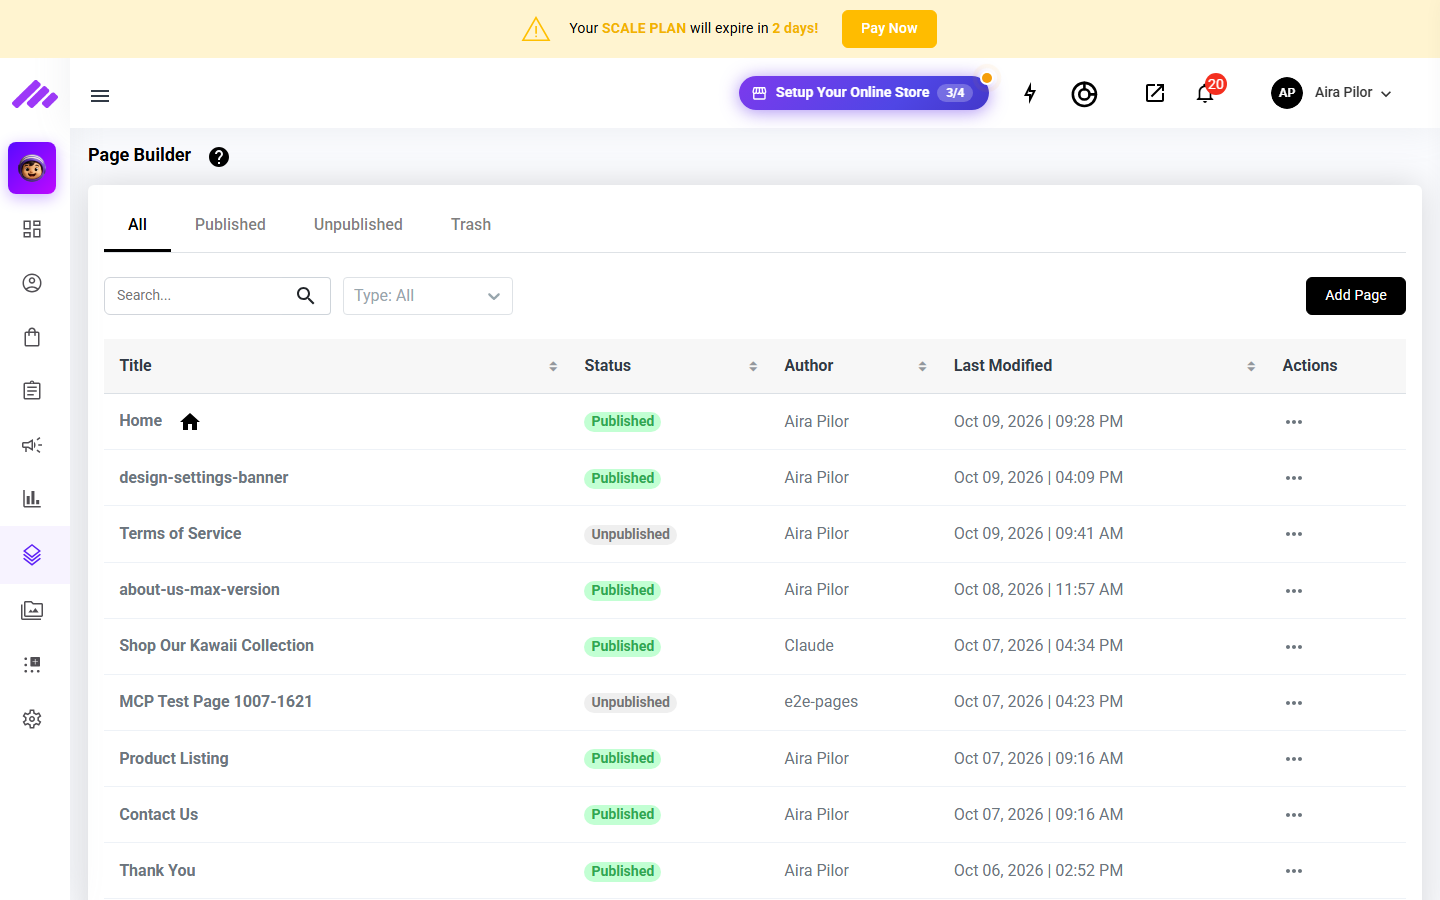 Your SCALE PLAN will expire in 2 days! Pay Now
Setup Your Online Store 3/4
20
AP Aira Pilor
Page Builder ?
All Published Unpublished Trash
Search... Type: All Add Page
Title Status Author Last Modified Actions
Home Published Aira Pilor Oct 09, 2026 | 09:28 PM
design-settings-banner Published Aira Pilor Oct 09, 2026 | 04:09 PM
Terms of Service Unpublished Aira Pilor Oct 09, 2026 | 09:41 AM
about-us-max-version Published Aira Pilor Oct 08, 2026 | 11:57 AM
Shop Our Kawaii Collection Published Claude Oct 07, 2026 | 04:34 PM
MCP Test Page 1007-1621 Unpublished e2e-pages Oct 07, 2026 | 04:23 PM
Product Listing Published Aira Pilor Oct 07, 2026 | 09:16 AM
Contact Us Published Aira Pilor Oct 07, 2026 | 09:16 AM
Thank You Published Aira Pilor Oct 06, 2026 | 02:52 PM